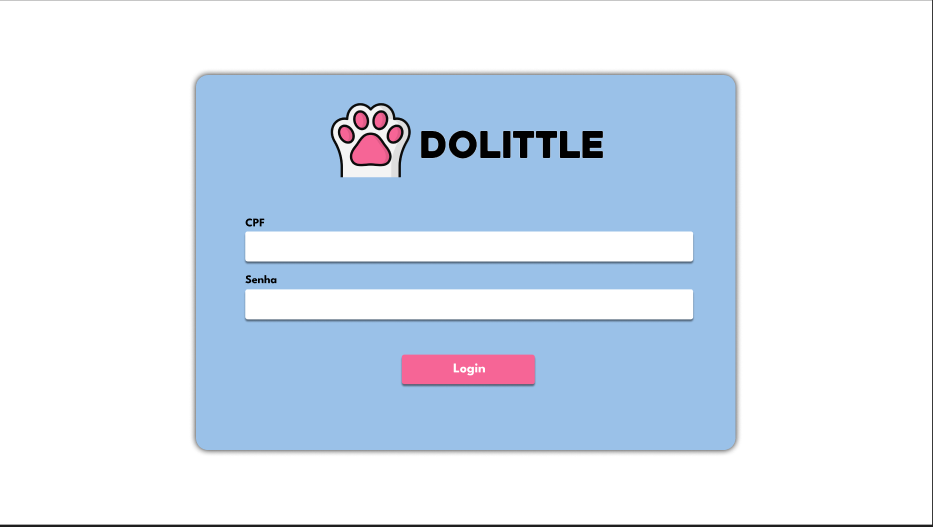 DOLITTLE
CPF
Senha
Login